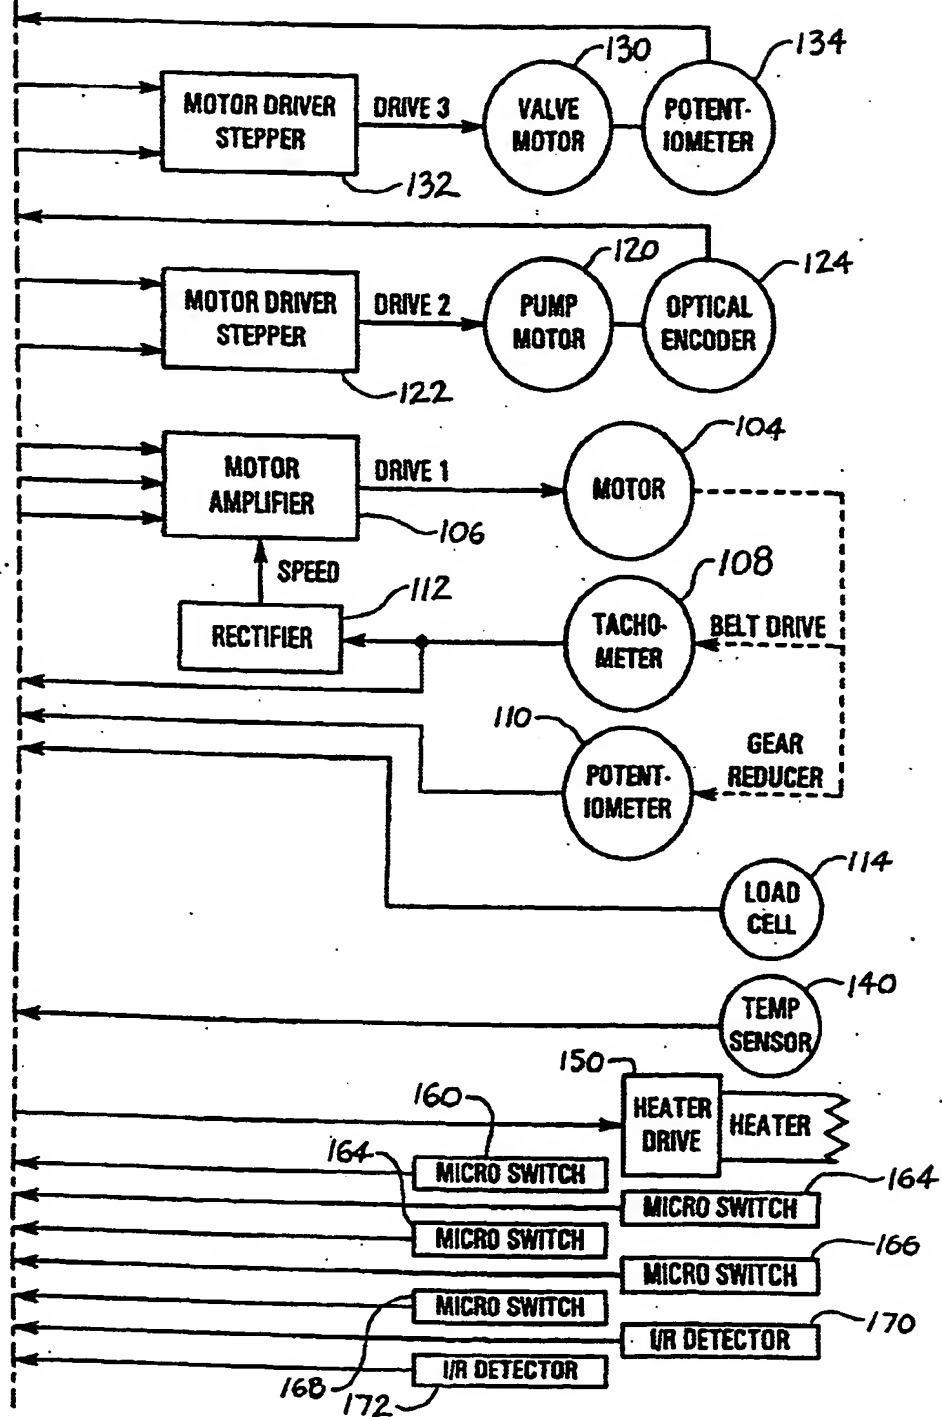 130
134
MOTOR DRIVER
STEPPER
DRIVE 3
VALVE
MOTOR
POTENT-
IOMETER
132
120
124
MOTOR DRIVER
STEPPER
DRIVE 2
PUMP
MOTOR
OPTICAL
ENCODER
122
104
MOTOR
AMPLIFIER
DRIVE 1
MOTOR
106
SPEED
112
108
RECTIFIER
TACHO-
METER
BELT DRIVE
110
POTENT-
IOMETER
GEAR
REDUCER
114
LOAD
CELL
140
TEMP
SENSOR
150
HEATER
DRIVE
HEATER
160
MICRO SWITCH
164
164
MICRO SWITCH
MICRO SWITCH
166
MICRO SWITCH
MICRO SWITCH
168
170
I/R DETECTOR
I/R DETECTOR
172